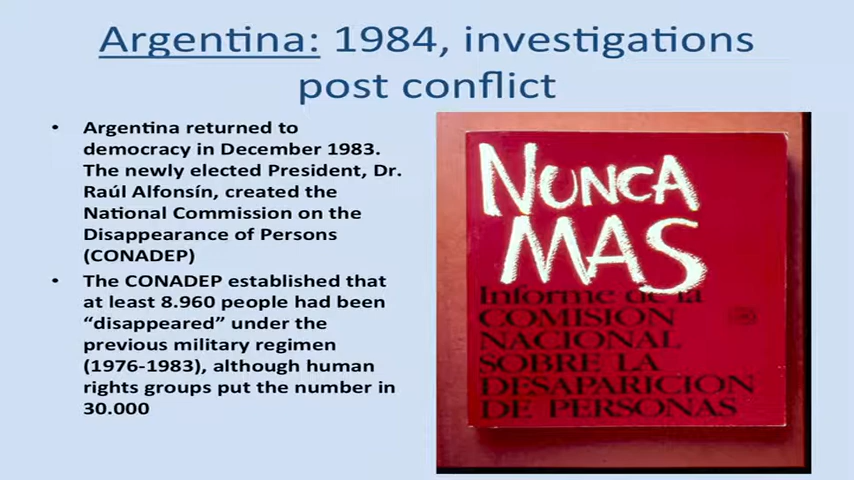 Argentina: 1984, investigations
post conflict
• Argentina returned to
democracy in December 1983.
The newly elected President, Dr.
Raúl Alfonsín, created the
National Commission on the
Disappearance of Persons
(CONADEP)
• The CONADEP established that
at least 8.960 people had been
“disappeared” under the
previous military regimen
(1976-1983), although human
rights groups put the number in
30.000
NUNCA
MAS
Informe de la
COMISION
NACIONAL
SOBRE LA
DESAPARICION
DE PERSONAS